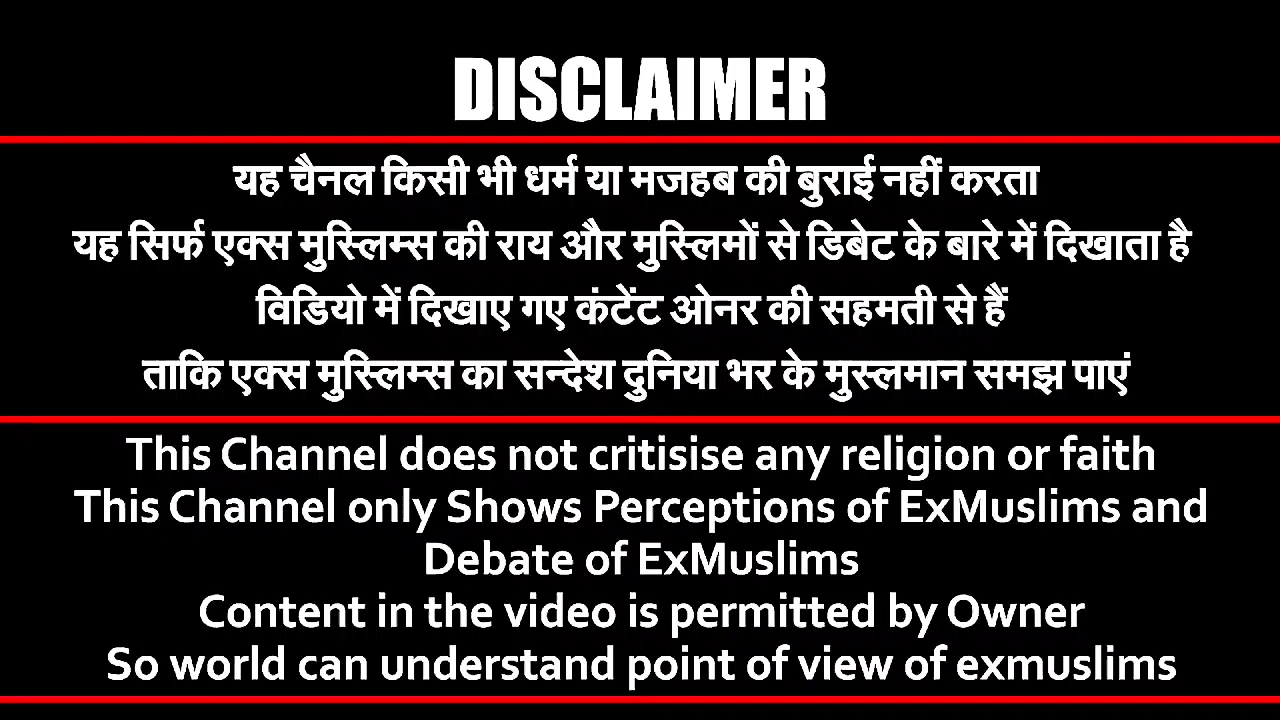 DISCLAIMER
यह चैनल किसी भी धर्म या मजहब की बुराई नहीं करता
यह सिर्फ एक्स मुस्लिम्स की राय और मुस्लिमों से डिबेट के बारे में दिखाता है
विडियो में दिखाए गए कंटेंट ओनर की सहमती से हैं
ताकि एक्स मुस्लिम्स का सन्देश दुनिया भर के मुस्लमान समझ पाएं
This Channel does not critisise any religion or faith
This Channel only Shows Perceptions of ExMuslims and
Debate of ExMuslims
Content in the video is permitted by Owner
So world can understand point of view of exmuslims